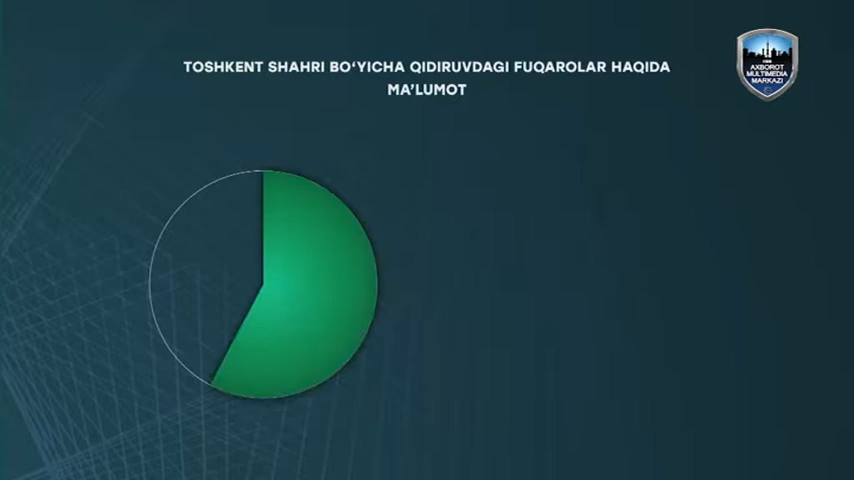 TOSHKENT SHAHRI BO‘YICHA QIDIRUVDAGI FUQAROLAR HAQIDA
MA’LUMOT
AXBOROT
MULTIMEDIA
MARKAZI